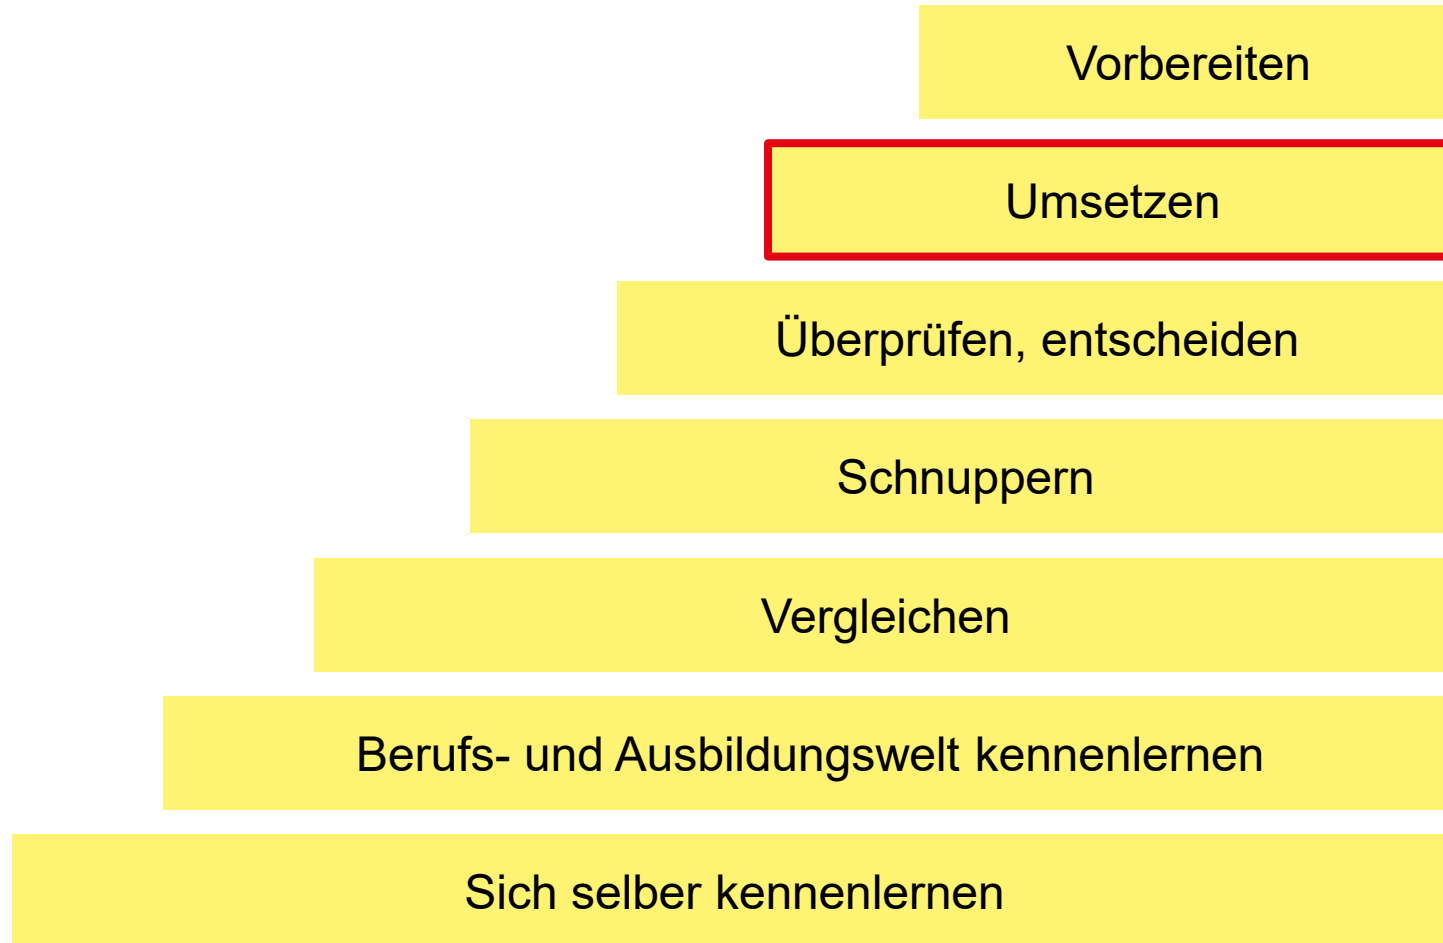 Vorbereiten
Umsetzen
Überprüfen, entscheiden
Schnuppern
Vergleichen
Berufs- und Ausbildungswelt kennenlernen
Sich selber kennenlernen